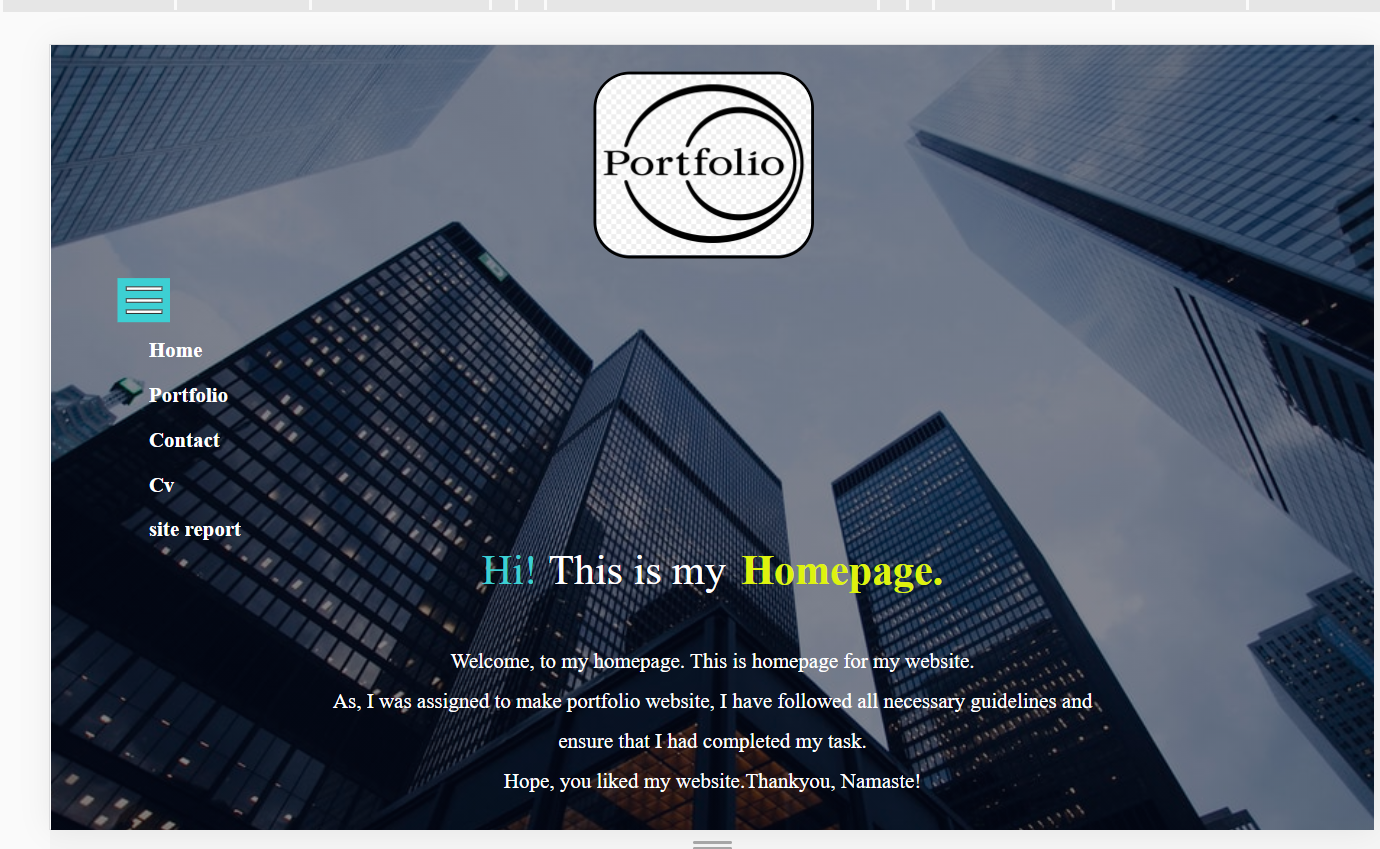 Portfolio
Home
Portfolio
Contact
Cv
site report
Hi! This is my Homepage.
Welcome, to my homepage. This is homepage for my website.
As, I was assigned to make portfolio website, I have followed all necessary guidelines and
ensure that I had completed my task.
Hope, you liked my website.Thankyou, Namaste!